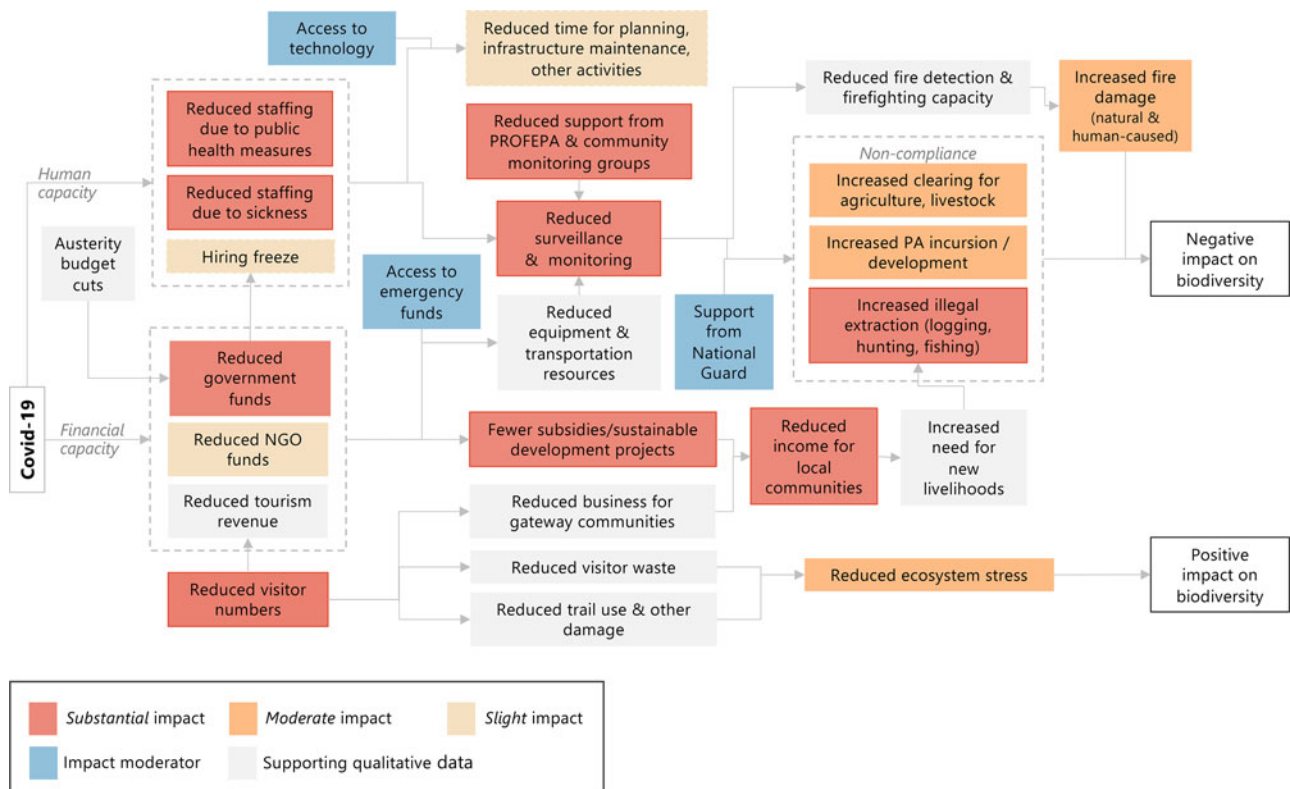 Access to
technology
Reduced time for planning,
infrastructure maintenance,
other activities
Reduced fire detection &
firefighting capacity
Increased fire
damage
(natural &
human-caused)
Reduced staffing
due to public
health measures
Reduced support from
PROFEPA & community
monitoring groups
Non-compliance
Human
capacity
Reduced staffing
due to sickness
Increased clearing for
agriculture, livestock
Reduced
surveillance
& monitoring
Austerity
budget
cuts
Hiring freeze
Increased PA incursion /
development
Negative
impact on
biodiversity
Access to
emergency
funds
Increased illegal
extraction (logging,
hunting, fishing)
Support
from
National
Guard
Reduced
equipment &
transportation
resources
Reduced
government
funds
Covid-19
Financial
capacity
Reduced NGO
funds
Fewer subsidies/sustainable
development projects
Reduced
income for
local
communities
Increased
need for
new
livelihoods
Reduced tourism
revenue
Reduced business for
gateway communities
Reduced visitor
numbers
Reduced visitor waste
Reduced trail use & other
damage
Reduced ecosystem stress
Positive
impact on
biodiversity
Substantial impact
Moderate impact
Slight impact
Impact moderator
Supporting qualitative data